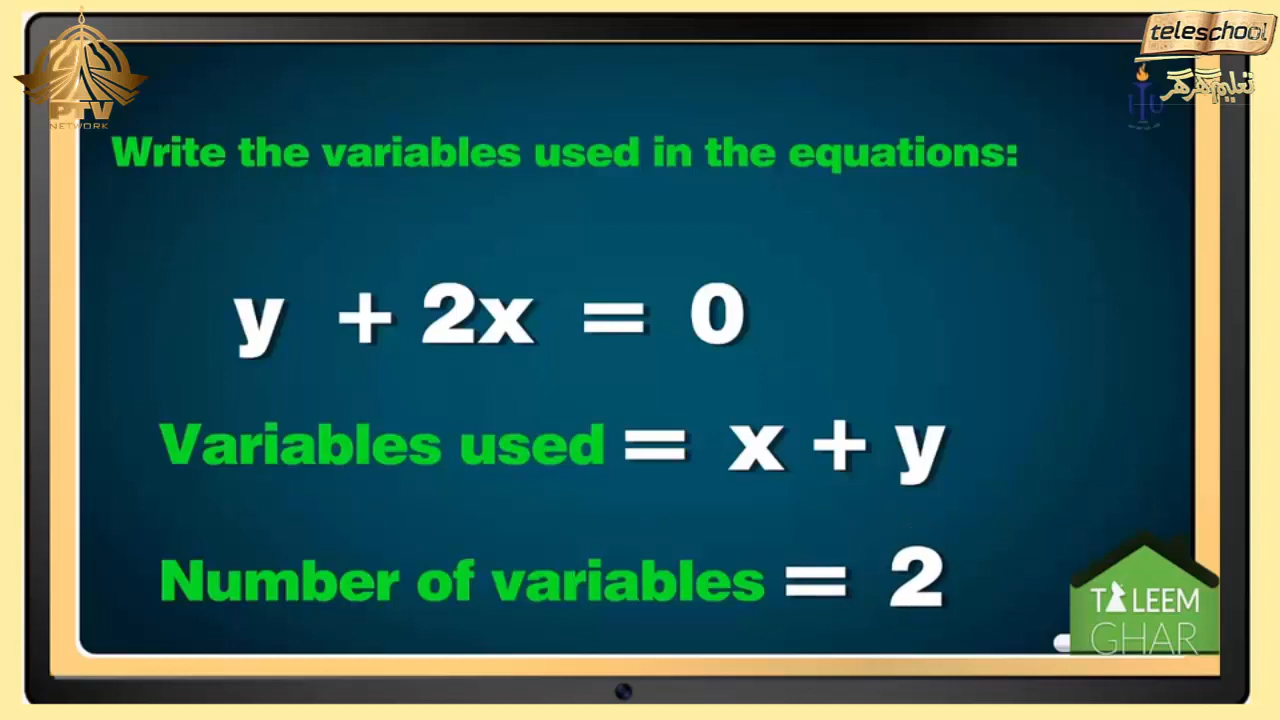 PTV
NETWORK
teleschool
تعلیم گھر گھر
Write the variables used in the equations:
y + 2x = 0
Variables used = x + y
Number of variables = 2
TALEEM
GHAR